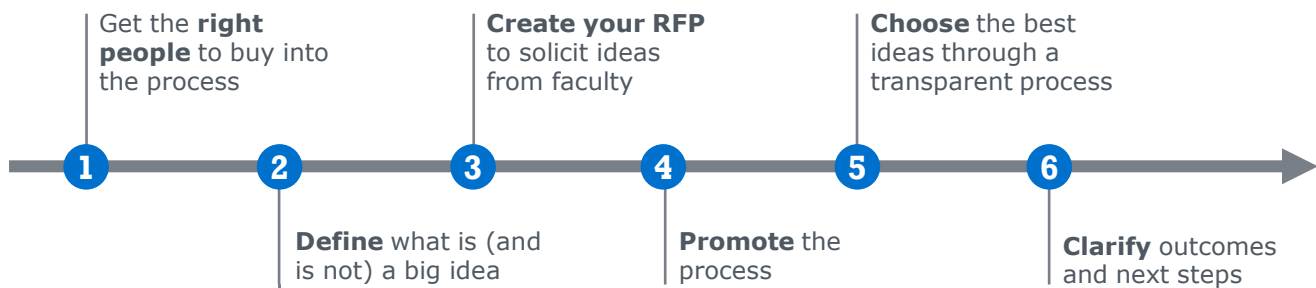 1
Get the right
people to buy into
the process
2
Define what is (and
is not) a big idea
3
Create your RFP
to solicit ideas
from faculty
4
Promote the
process
5
Choose the best
ideas through a
transparent process
6
Clarify outcomes
and next steps